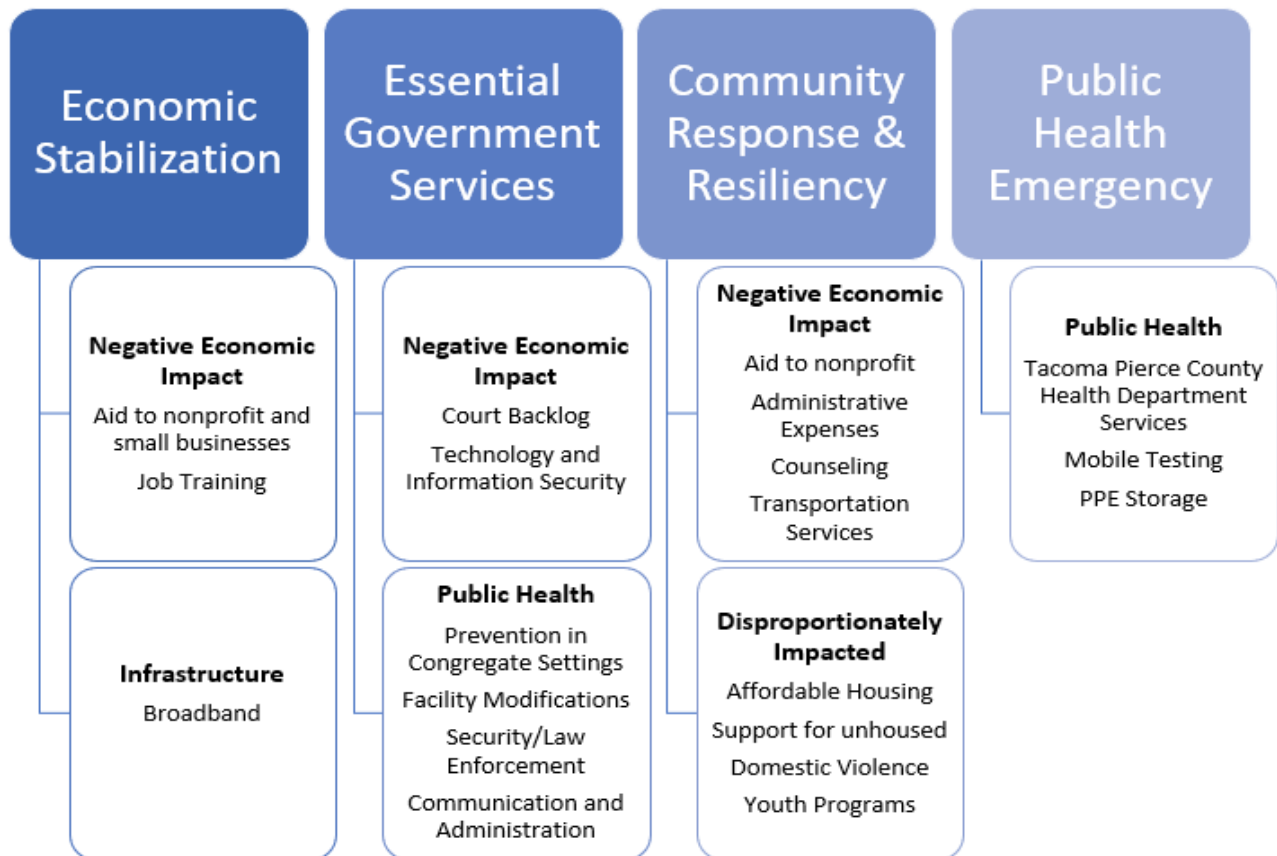 Economic
Stabilization
Negative Economic
Impact
Aid to nonprofit and
small businesses
Job Training
Infrastructure
Broadband
Essential
Government
Services
Negative Economic
Impact
Court Backlog
Technology and
Information Security
Public Health
Prevention in
Congregate Settings
Facility Modifications
Security/Law
Enforcement
Communication and
Administration
Community
Response &
Resiliency
Negative Economic
Impact
Aid to nonprofit
Administrative
Expenses
Counseling
Transportation
Services
Disproportionately
Impacted
Affordable Housing
Support for unhoused
Domestic Violence
Youth Programs
Public
Health
Emergency
Public Health
Tacoma Pierce County
Health Department
Services
Mobile Testing
PPE Storage